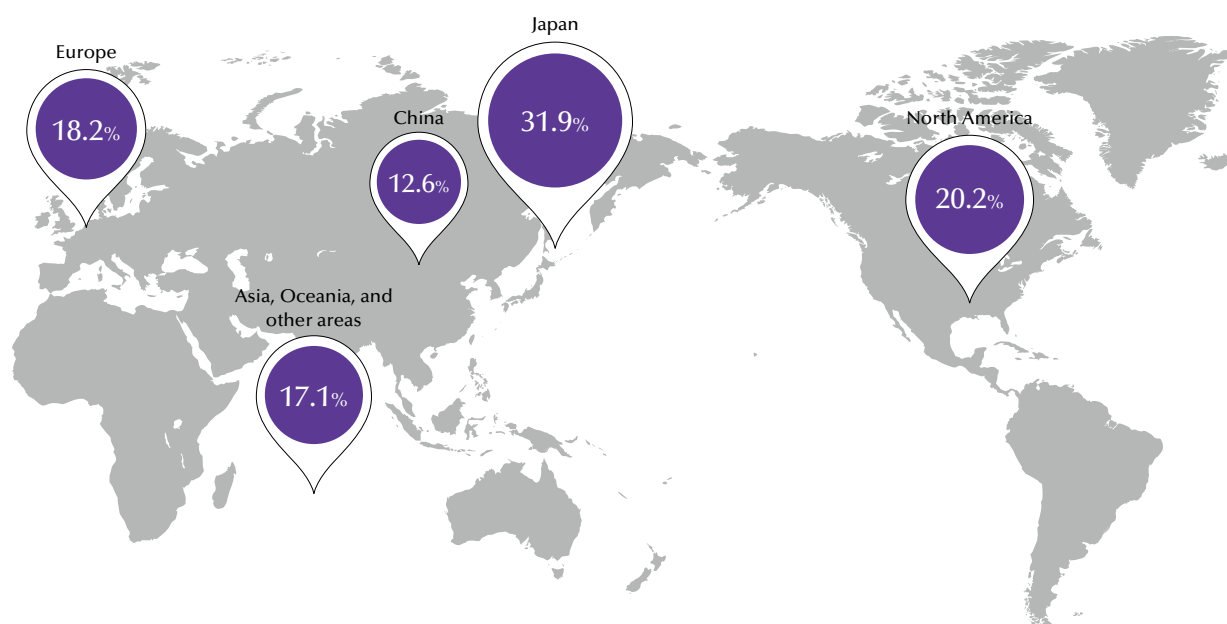 Japan
31.9%
Europe
18.2%
China
12.6%
North America
20.2%
Asia, Oceania, and
other areas
17.1%